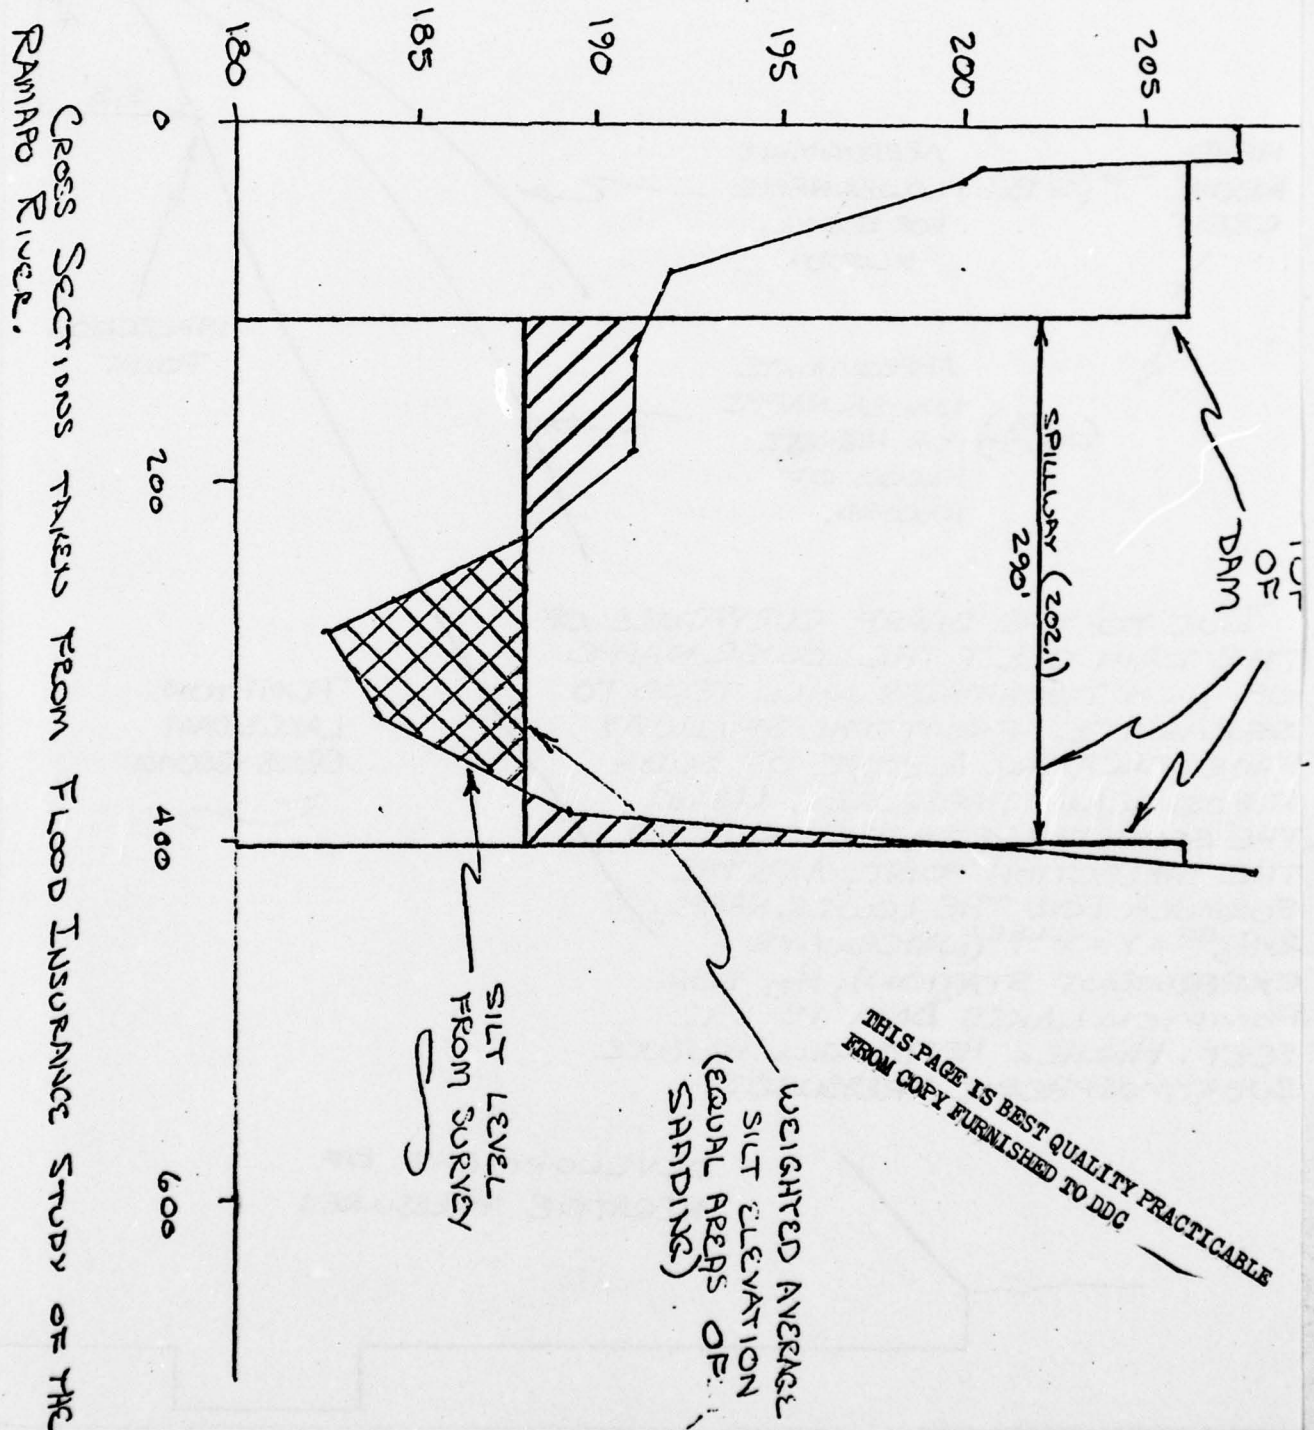 205
200
195
190
185
180
0
200
400
600
OF
DAM
SPILLWAY (202.1)
290'
WEIGHTED AVERAGE
SILT ELEVATION
(EQUAL AREAS OF
SHADING)
SILT LEVEL
FROM SURVEY
THIS PAGE IS BEST QUALITY PRACTICABLE
FROM COPY FURNISHED TO DDC
CROSS SECTIONS TAKEN FROM FLOOD INSURANCE STUDY OF THE
RAMAPO RIVER.